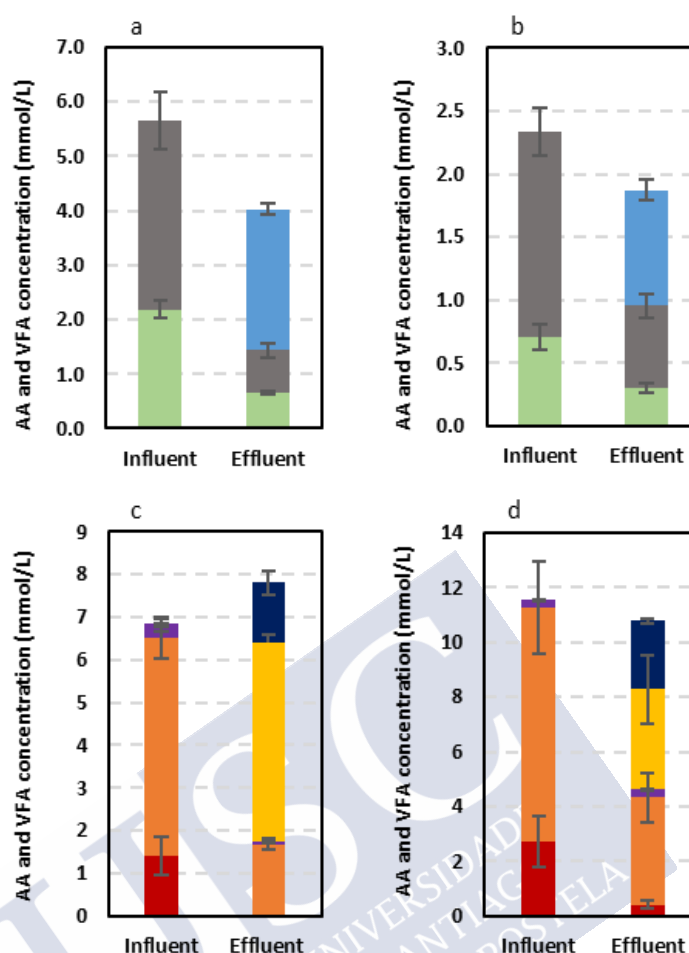 a
AA and VFA concentration (mmol/L)
7.0
6.0
5.0
4.0
3.0
2.0
1.0
0.0
Influent Effluent
b
AA and VFA concentration (mmol/L)
3.0
2.5
2.0
1.5
1.0
0.5
0.0
Influent Effluent
c
AA and VFA concentration (mmol/L)
9
8
7
6
5
4
3
2
1
0
Influent Effluent
d
AA and VFA concentration (mmol/L)
14
12
10
8
6
4
2
0
Influent Effluent
USC